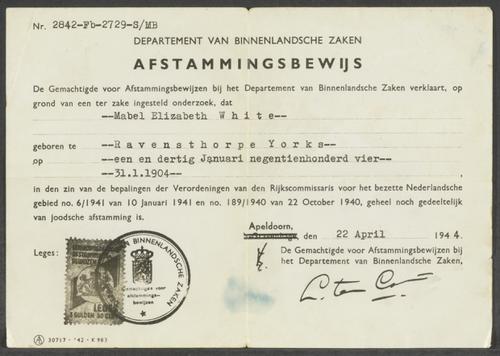 Nr. 2842-Fb-2729-S/MB
DEPARTEMENT VAN BINNENLANDSCHE ZAKEN
AFSTAMMINGSBEWIJS
De Gemachtigde voor Afstammingsbewijzen bij het Departement van Binnenlandsche Zaken verklaart, op
grond van een ter zake ingesteld onderzoek, dat
--Mabel Elizabeth White--
geboren te --Ravensthorpe Yorks--
op --een en dertig Januari negentienhonderd vier--
--31.1.1904--
in den zin van de bepalingen der Verordeningen van den Rijkscommissaris voor het bezette Nederlandsche
gebied no. 6/1941 van 10 Januari 1941 en no. 189/1940 van 22 October 1940, geheel noch gedeeltelijk
van joodsche afstamming is.
Apeldoorn,
den 22 April 1944.
Leges:
De Gemachtigde voor Afstammingsbewijzen bij
het Departement van Binnenlandsche Zaken,
VAN BINNENLANDSCHE ZAKEN
Gemachtigde voor
afstammings-
bewijzen
LEGES
30717 - '42 - K 983